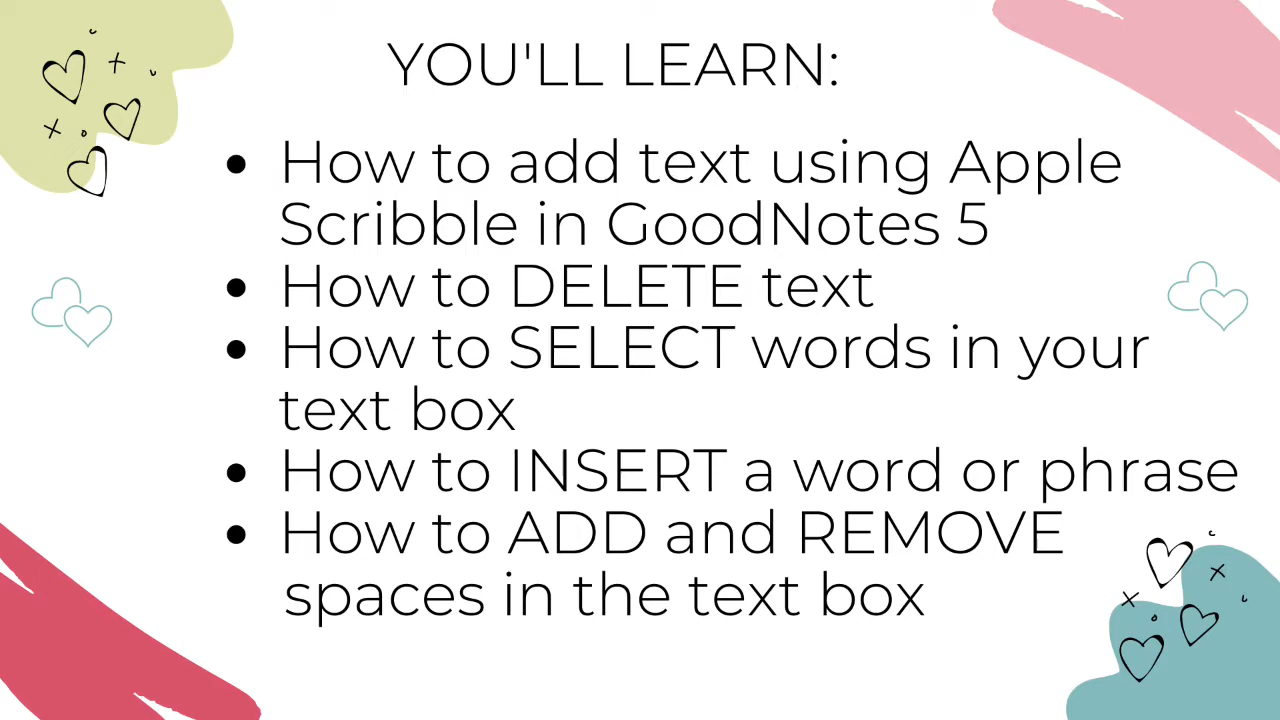 YOU'LL LEARN:
• How to add text using Apple
Scribble in GoodNotes 5
• How to DELETE text
• How to SELECT words in your
text box
• How to INSERT a word or phrase
• How to ADD and REMOVE
spaces in the text box